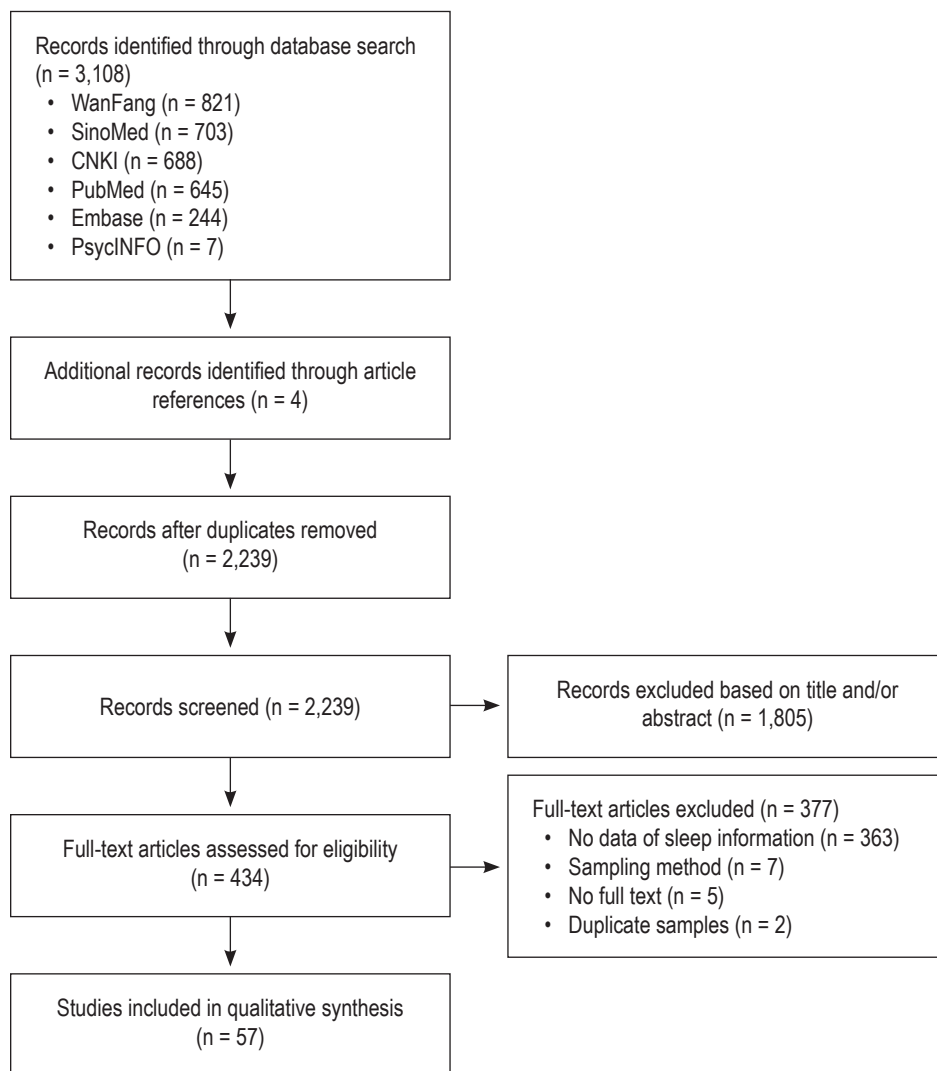 Records identified through database search
(n = 3,108)
• WanFang (n = 821)
• SinoMed (n = 703)
• CNKI (n = 688)
• PubMed (n = 645)
• Embase (n = 244)
• PsycINFO (n = 7)
Additional records identified through article
references (n = 4)
Records after duplicates removed
(n = 2,239)
Records screened (n = 2,239)
Records excluded based on title and/or
abstract (n = 1,805)
Full-text articles assessed for eligibility
(n = 434)
Full-text articles excluded (n = 377)
• No data of sleep information (n = 363)
• Sampling method (n = 7)
• No full text (n = 5)
• Duplicate samples (n = 2)
Studies included in qualitative synthesis
(n = 57)